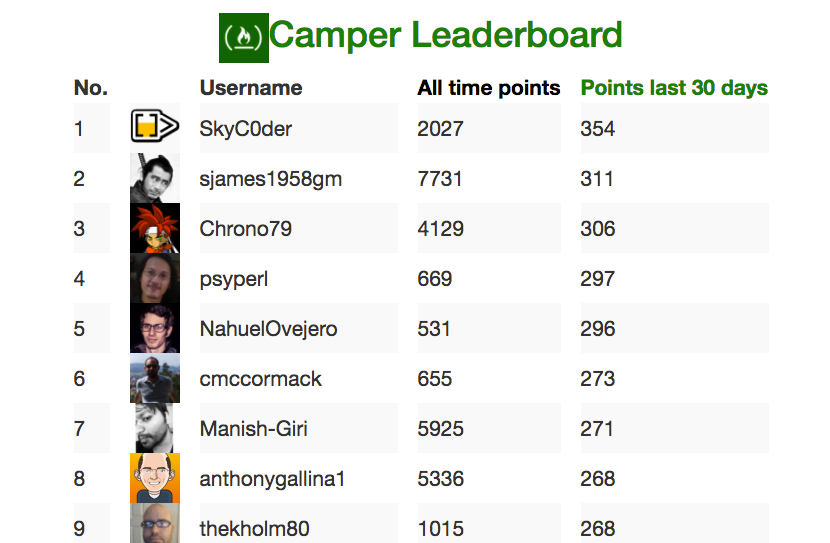 Camper Leaderboard
No. Username All time points Points last 30 days
1 SkyC0der 2027 354
2 sjames1958gm 7731 311
3 Chrono79 4129 306
4 psyperl 669 297
5 NahuelOvejero 531 296
6 cmccormack 655 273
7 Manish-Giri 5925 271
8 anthonygallina1 5336 268
9 thekholm80 1015 268